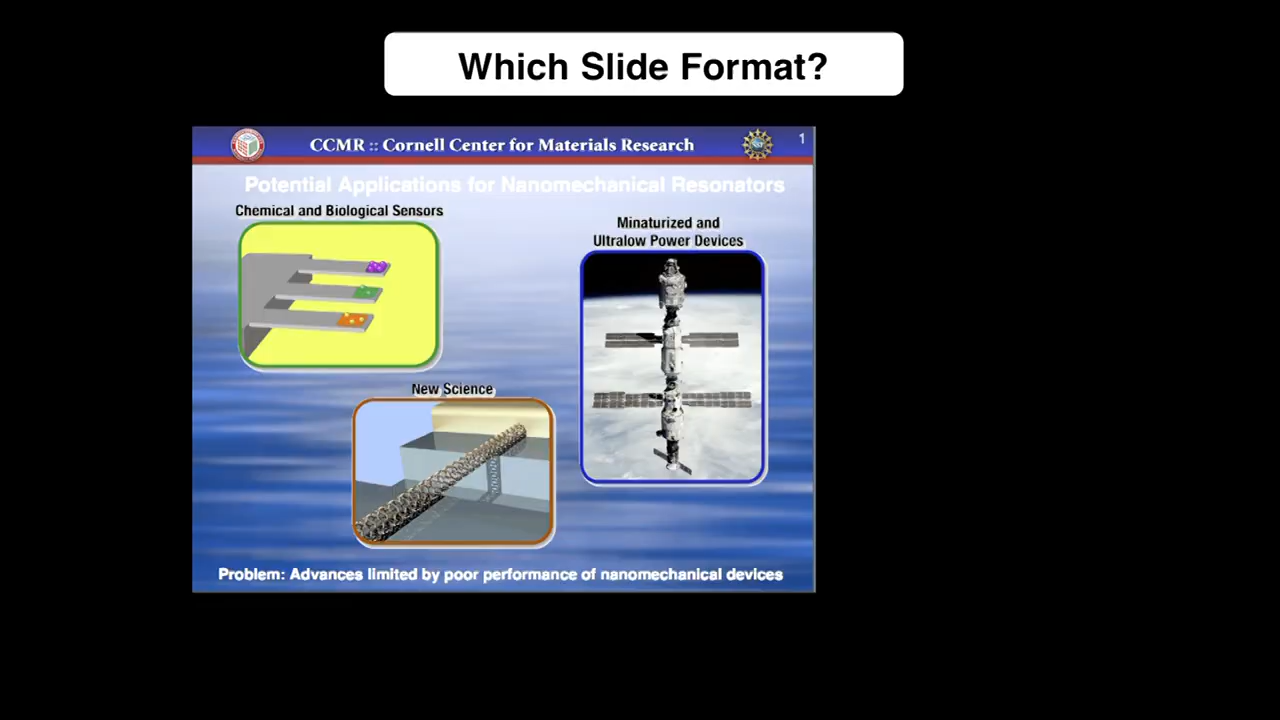 Which Slide Format?
CCMR :: Cornell Center for Materials Research
1
Potential Applications for Nanomechanical Resonators
Chemical and Biological Sensors
Minaturized and
Ultralow Power Devices
New Science
Problem: Advances limited by poor performance of nanomechanical devices